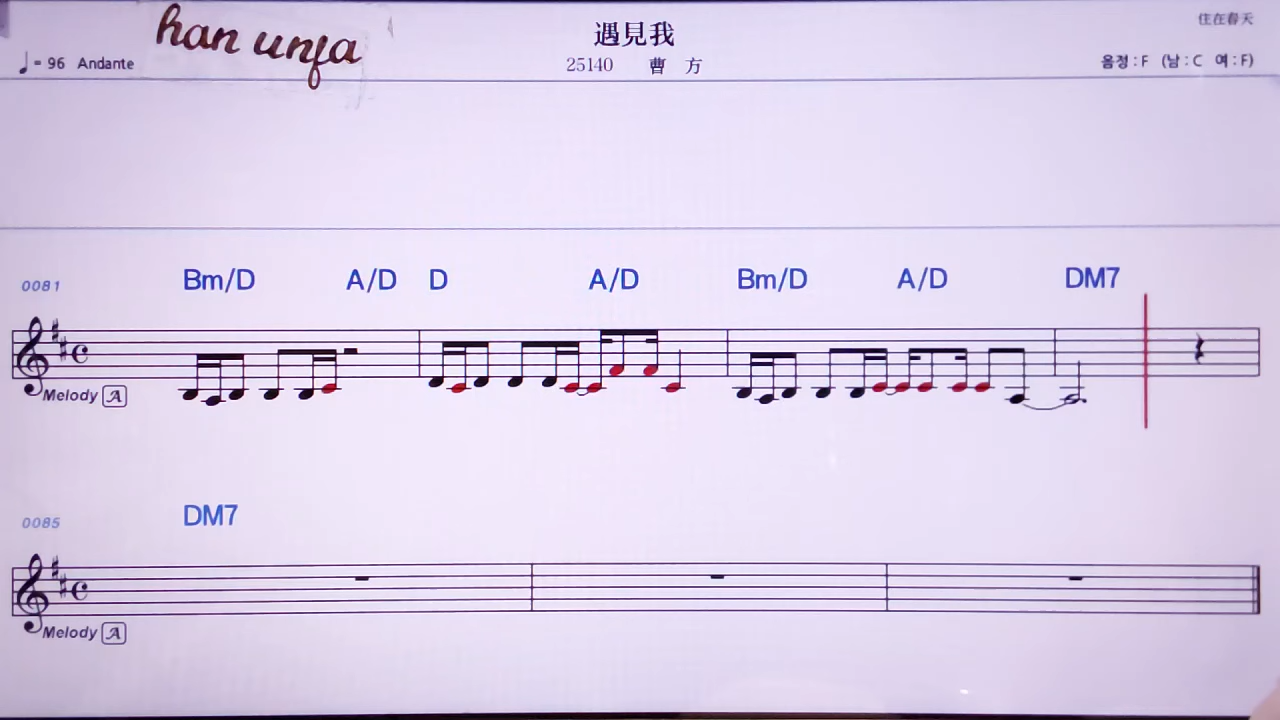 han unfa
遇見我
住在春天
♩= 96 Andante
25140 曹 方
음정 : F (남 : C 여 : F)
0081
Bm/D A/D D A/D Bm/D A/D DM7
Melody A
0085
DM7
Melody A